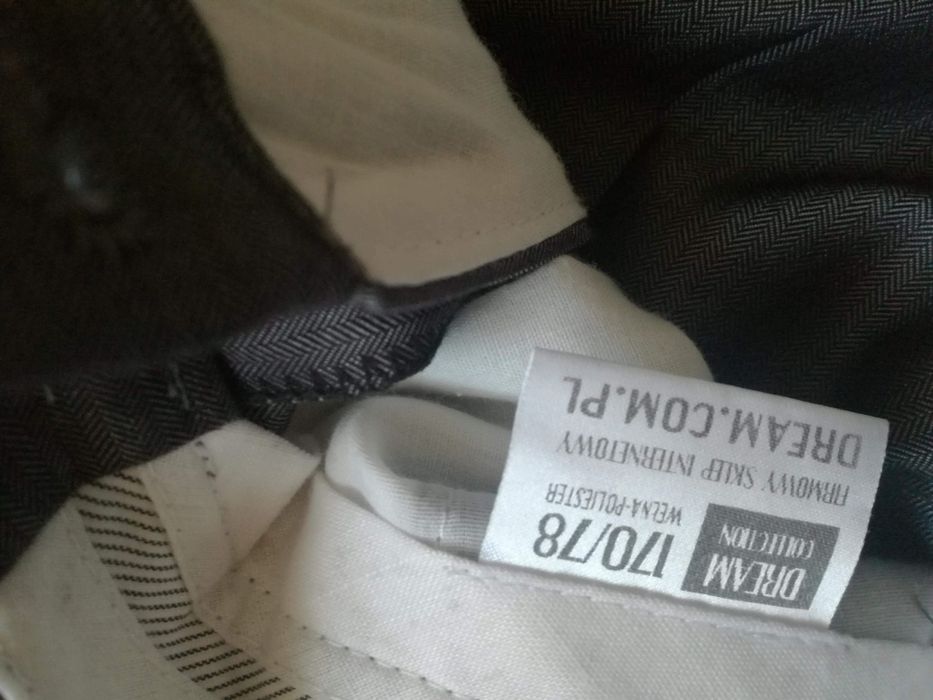 DREAM
COLLECTION
170/78
WEŁNA-POLIESTER
FIRMOWY SKLEP INTERNETOWY
DREAM.COM.PL